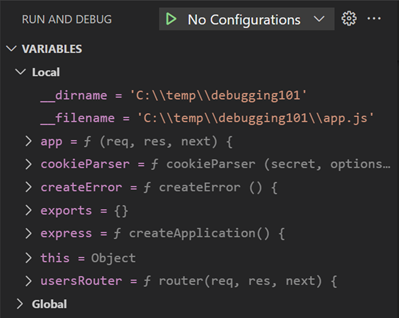 RUN AND DEBUG No Configurations
VARIABLES
Local
__dirname = 'C:\\temp\\debugging101'
__filename = 'C:\\temp\\debugging101\\app.js'
app = ƒ (req, res, next) {
cookieParser = ƒ cookieParser (secret, options…
createError = ƒ createError () {
exports = {}
express = ƒ createApplication() {
this = Object
usersRouter = ƒ router(req, res, next) {
Global